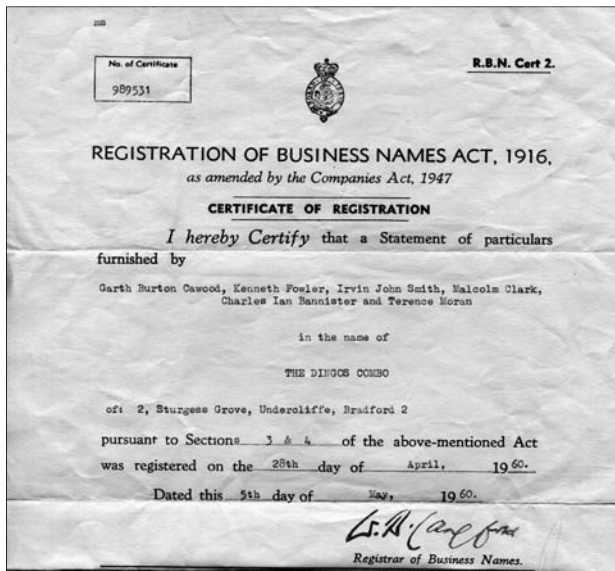 No. of Certificate
R.B.N. Cert 2.
989531
REGISTRATION OF BUSINESS NAMES ACT, 1916,
as amended by the Companies Act, 1947
CERTIFICATE OF REGISTRATION
I hereby Certify that a Statement of particulars
furnished by
Garth Burton Cawood, Kenneth Fowler, Irvin John Smith, Malcolm Clark,
Charles Ian Bannister and Terence Moran
in the name of
THE DINGOS COMBO
of: 2, Sturgess Grove, Undercliffe, Bradford 2
pursuant to Sections 3 & 4 of the above-mentioned Act
was registered on the 28th day of April, 1960.
Dated this 5th day of May, 1960.
Registrar of Business Names.